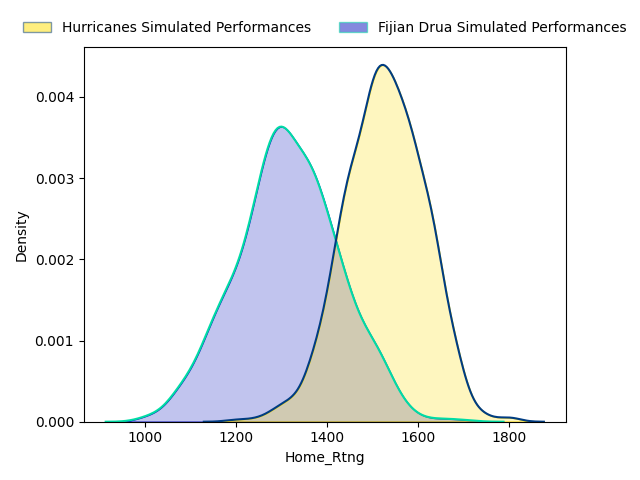 Hurricanes Simulated Performances Fijian Drua Simulated Performances
0.004
0.003
0.002
0.001
0.000
Density
1000 1200 1400 1600 1800
Home_Rtng